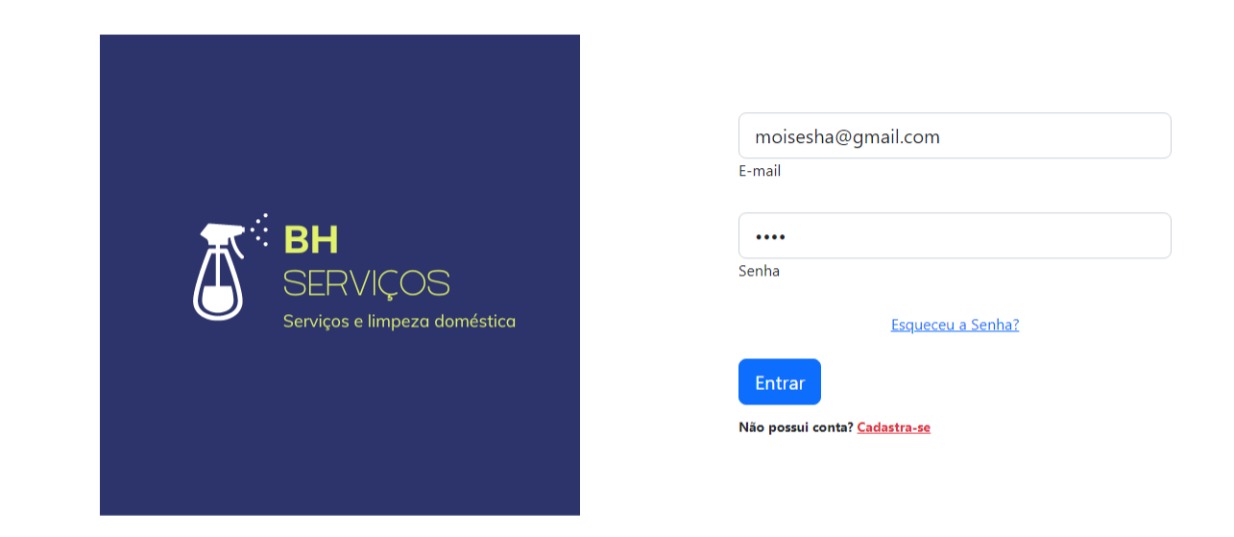 BH
SERVIÇOS
Serviços e limpeza doméstica
moisesha@gmail.com
E-mail
••••
Senha
Esqueceu a Senha?
Entrar
Não possui conta? Cadastra-se